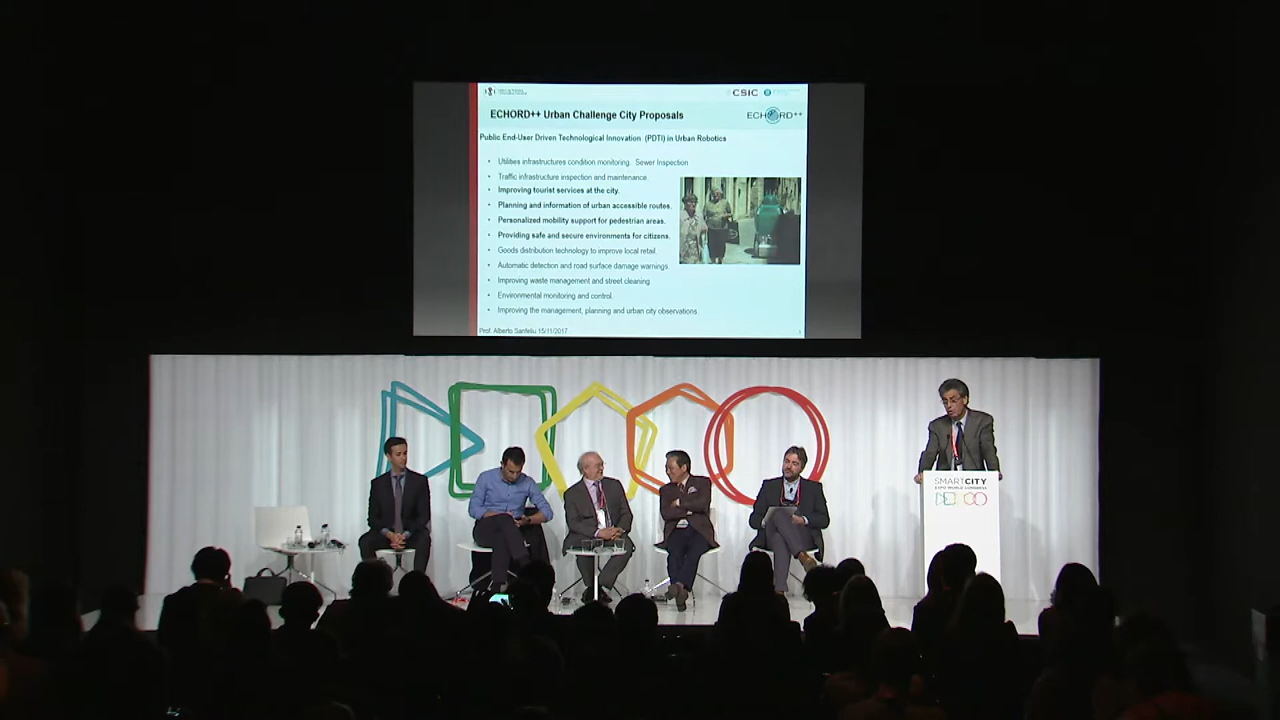 CSIC
ECHORD++ Urban Challenge City Proposals
ECHORD++
Public End-User Driven Technological Innovation (PDTI) in Urban Robotics
• Utilities infrastructures condition monitoring. Sewer Inspection
• Traffic infrastructure inspection and maintenance.
• Improving tourist services at the city.
• Planning and information of urban accessible routes.
• Personalized mobility support for pedestrian areas.
• Providing safe and secure environments for citizens.
• Goods distribution technology to improve local retail.
• Automatic detection and road surface damage warnings.
• Improving waste management and street cleaning
• Environmental monitoring and control.
• Improving the management, planning and urban city observations
Prof. Alberto Sanfeliu 15/11/2017
SMARTCITY
EXPO WORLD CONGRESS